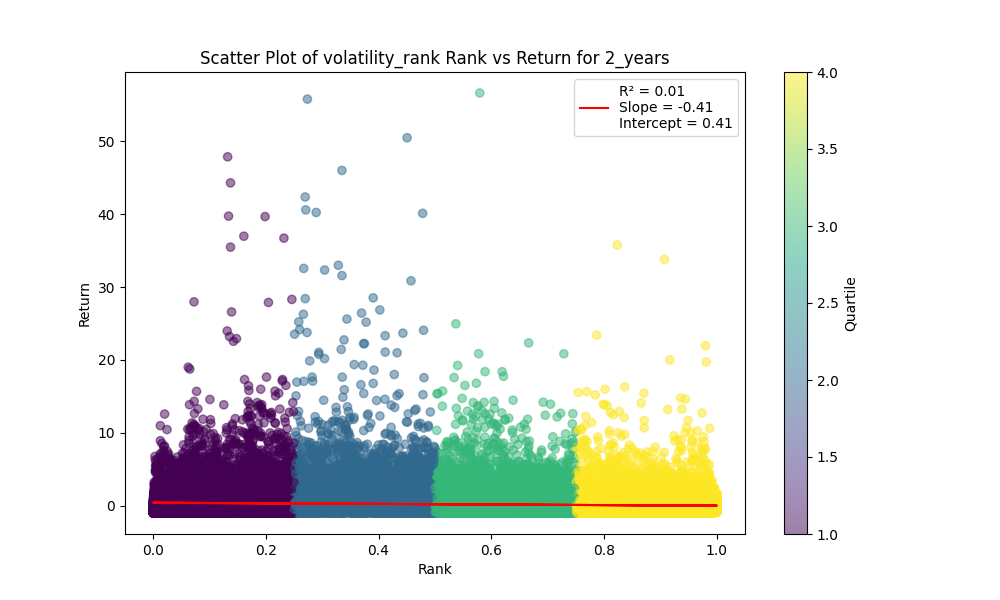 Scatter Plot of volatility_rank Rank vs Return for 2_years
R² = 0.01
Slope = -0.41
Intercept = 0.41
Return
50
40
30
20
10
0
0.0
0.2
0.4
0.6
0.8
1.0
Rank
4.0
3.5
3.0
2.5
2.0
1.5
1.0
Quartile